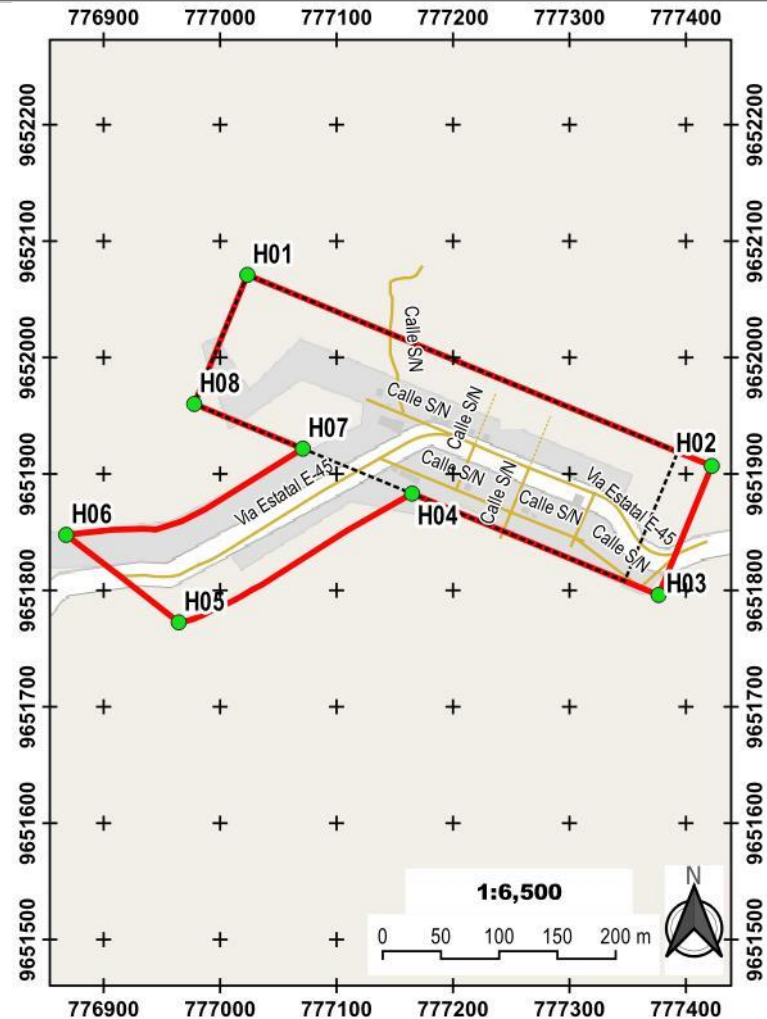 776900 777000 777100 777200 777300 777400
9652200 9652200
9652100 9652100
H01
Calle S/N
9652000 9652000
H08
Calle S/N
Calle S/N
H07
H02
9651900 9651900
Calle S/N
Via Estatal E-45
Via Estatal E-45
Calle S/N
Calle S/N
H04
Calle S/N
H06
H03
9651800 9651800
H05
9651700 9651700
9651600 9651600
1:6,500
N
0 50 100 150 200 m
9651500 9651500
776900 777000 777100 777200 777300 777400